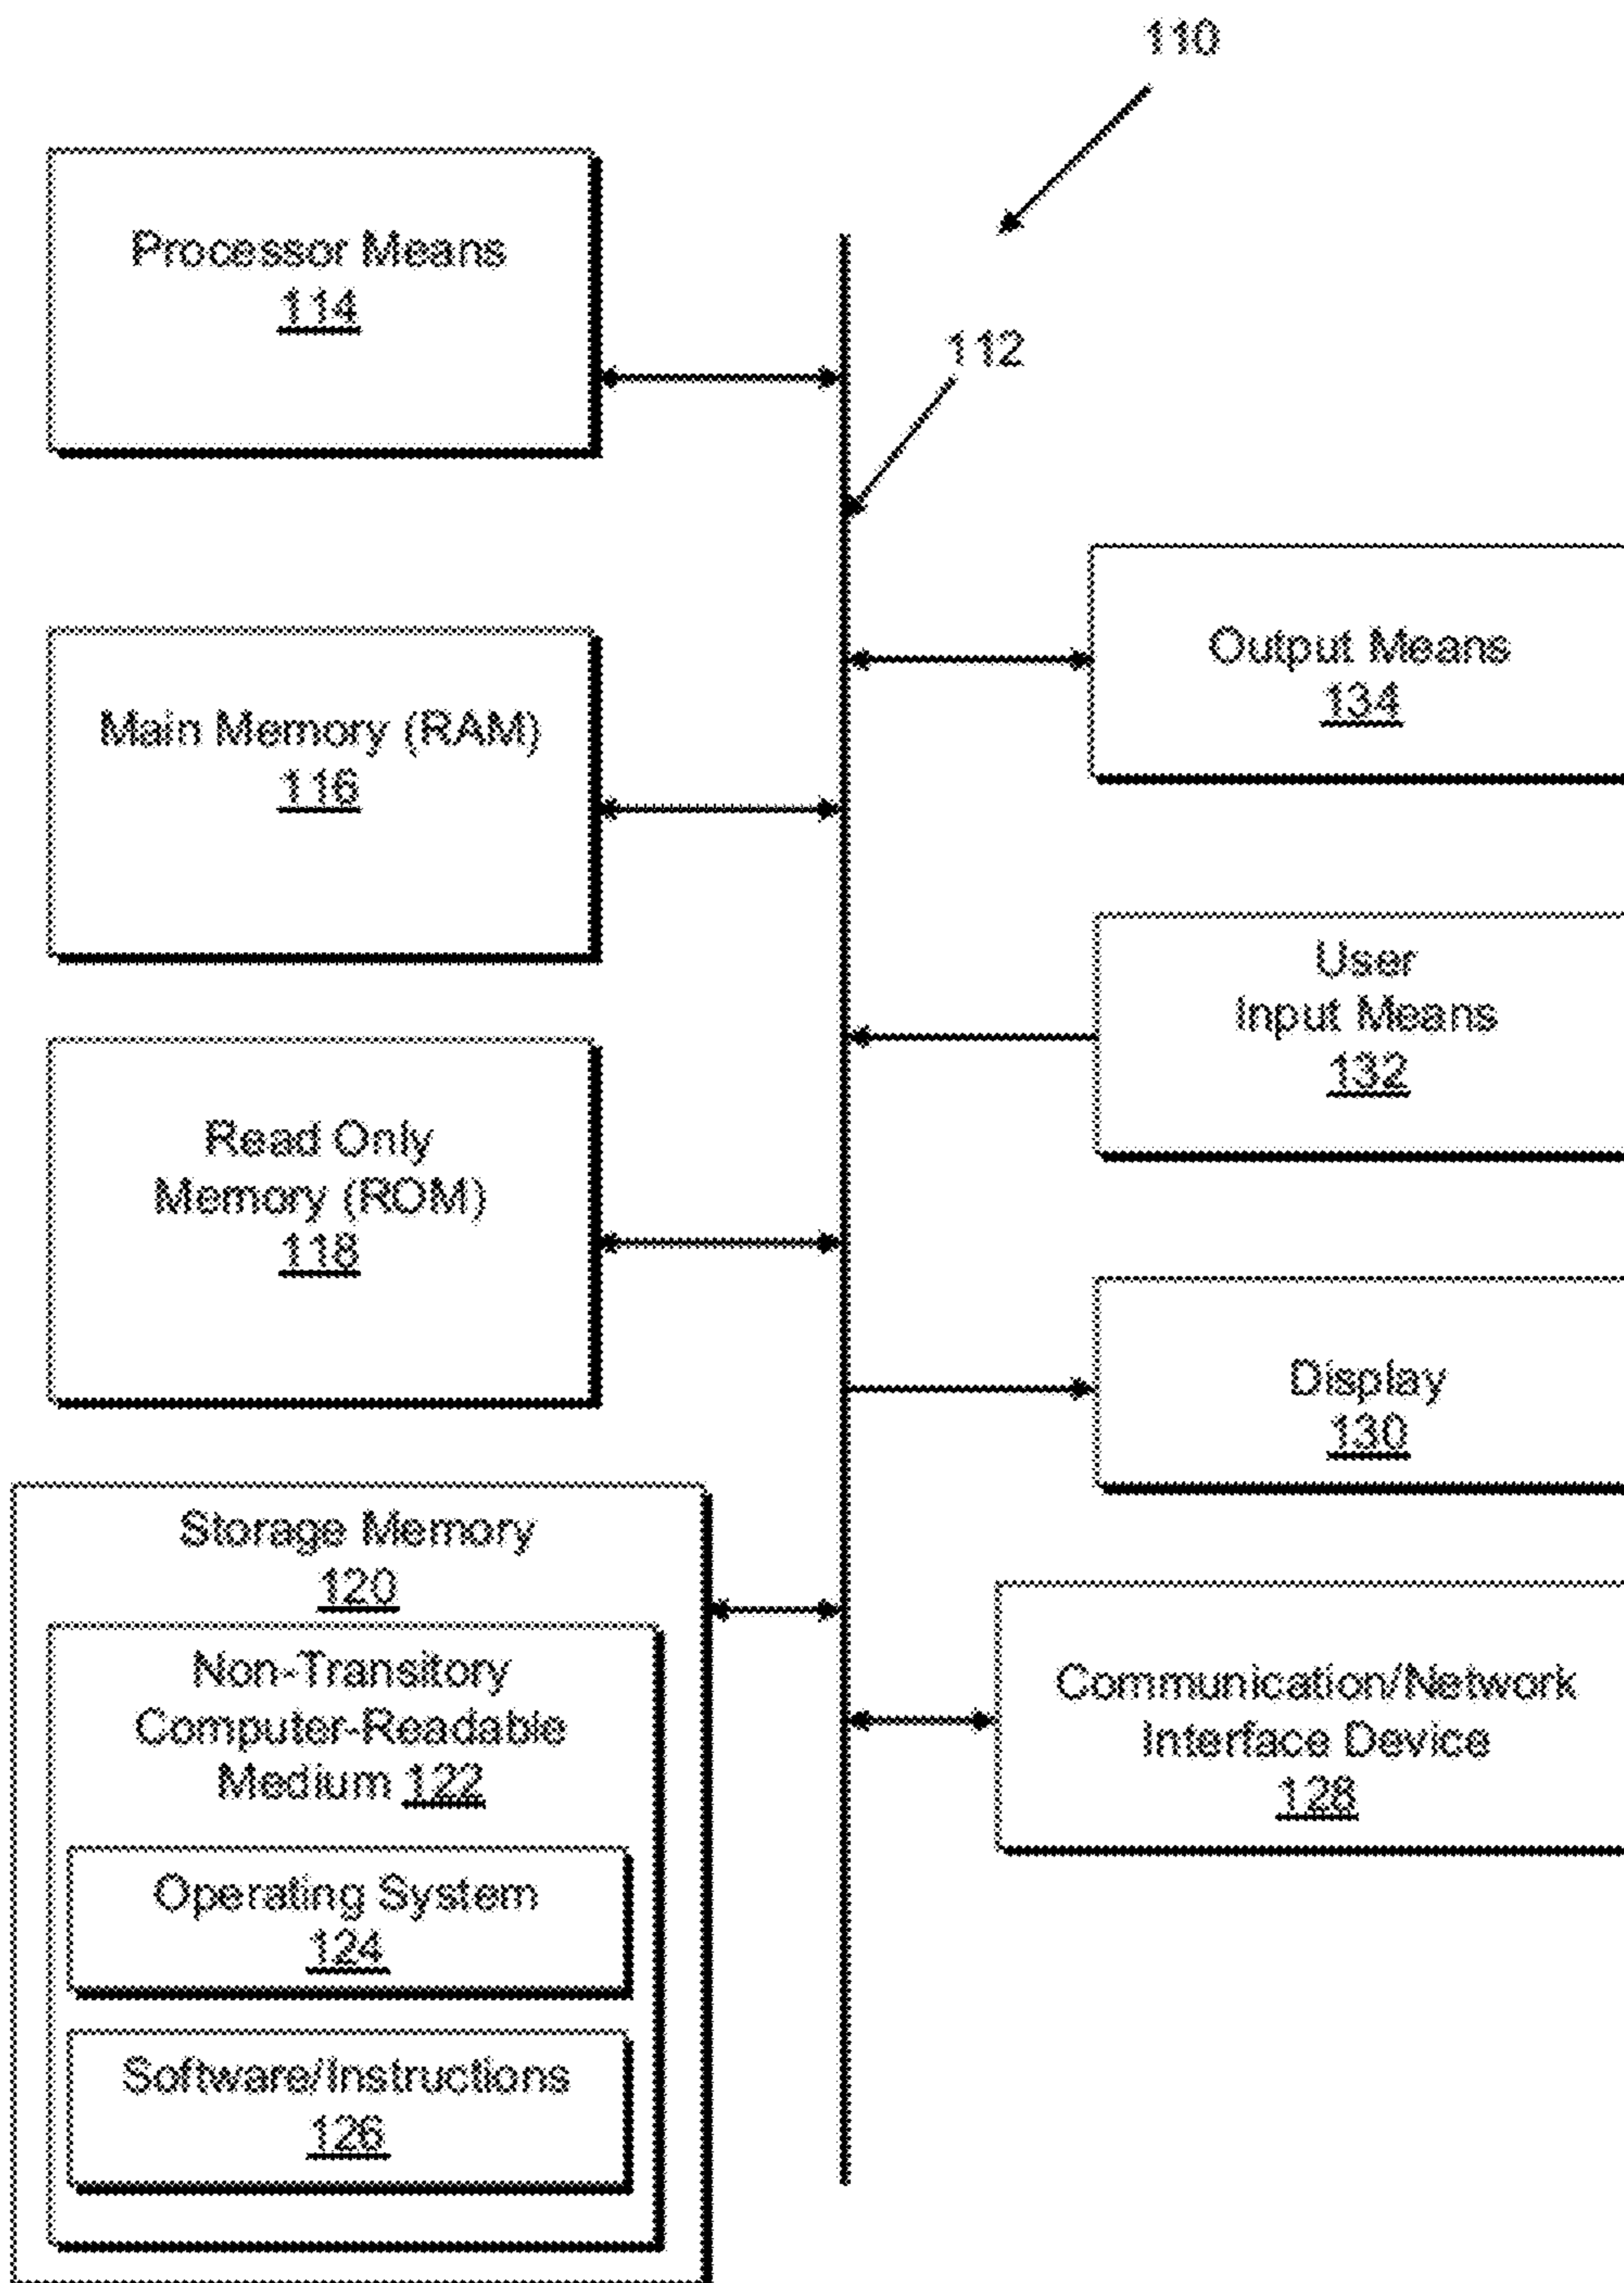 110
Processor Means
114
112
Output Means
134
Main Memory (RAM)
116
User
Input Means
132
Read Only
Memory (ROM)
118
Display
130
Storage Memory
120
Non-Transitory
Computer-Readable
Medium 122
Communication/Network
Interface Device
128
Operating System
124
Software/Instructions
126